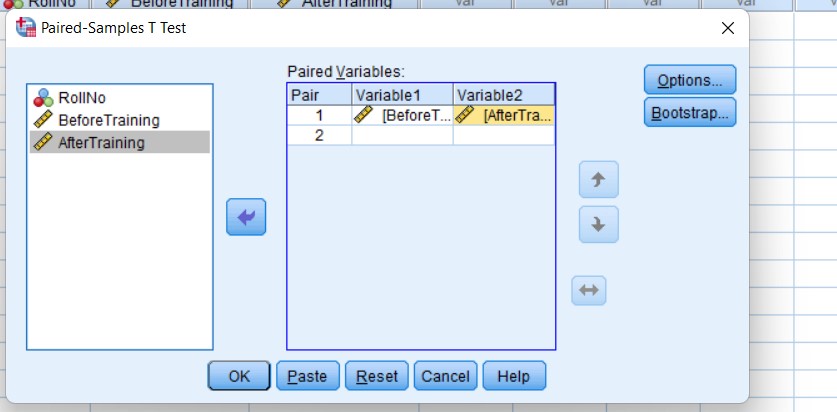 RollNo BeforeTraining AfterTraining var var var var var
Paired-Samples T Test
Paired Variables:
RollNo
BeforeTraining
AfterTraining
Pair Variable1 Variable2
1 [BeforeT... [AfterTra...
2
Options...
Bootstrap...
OK Paste Reset Cancel Help